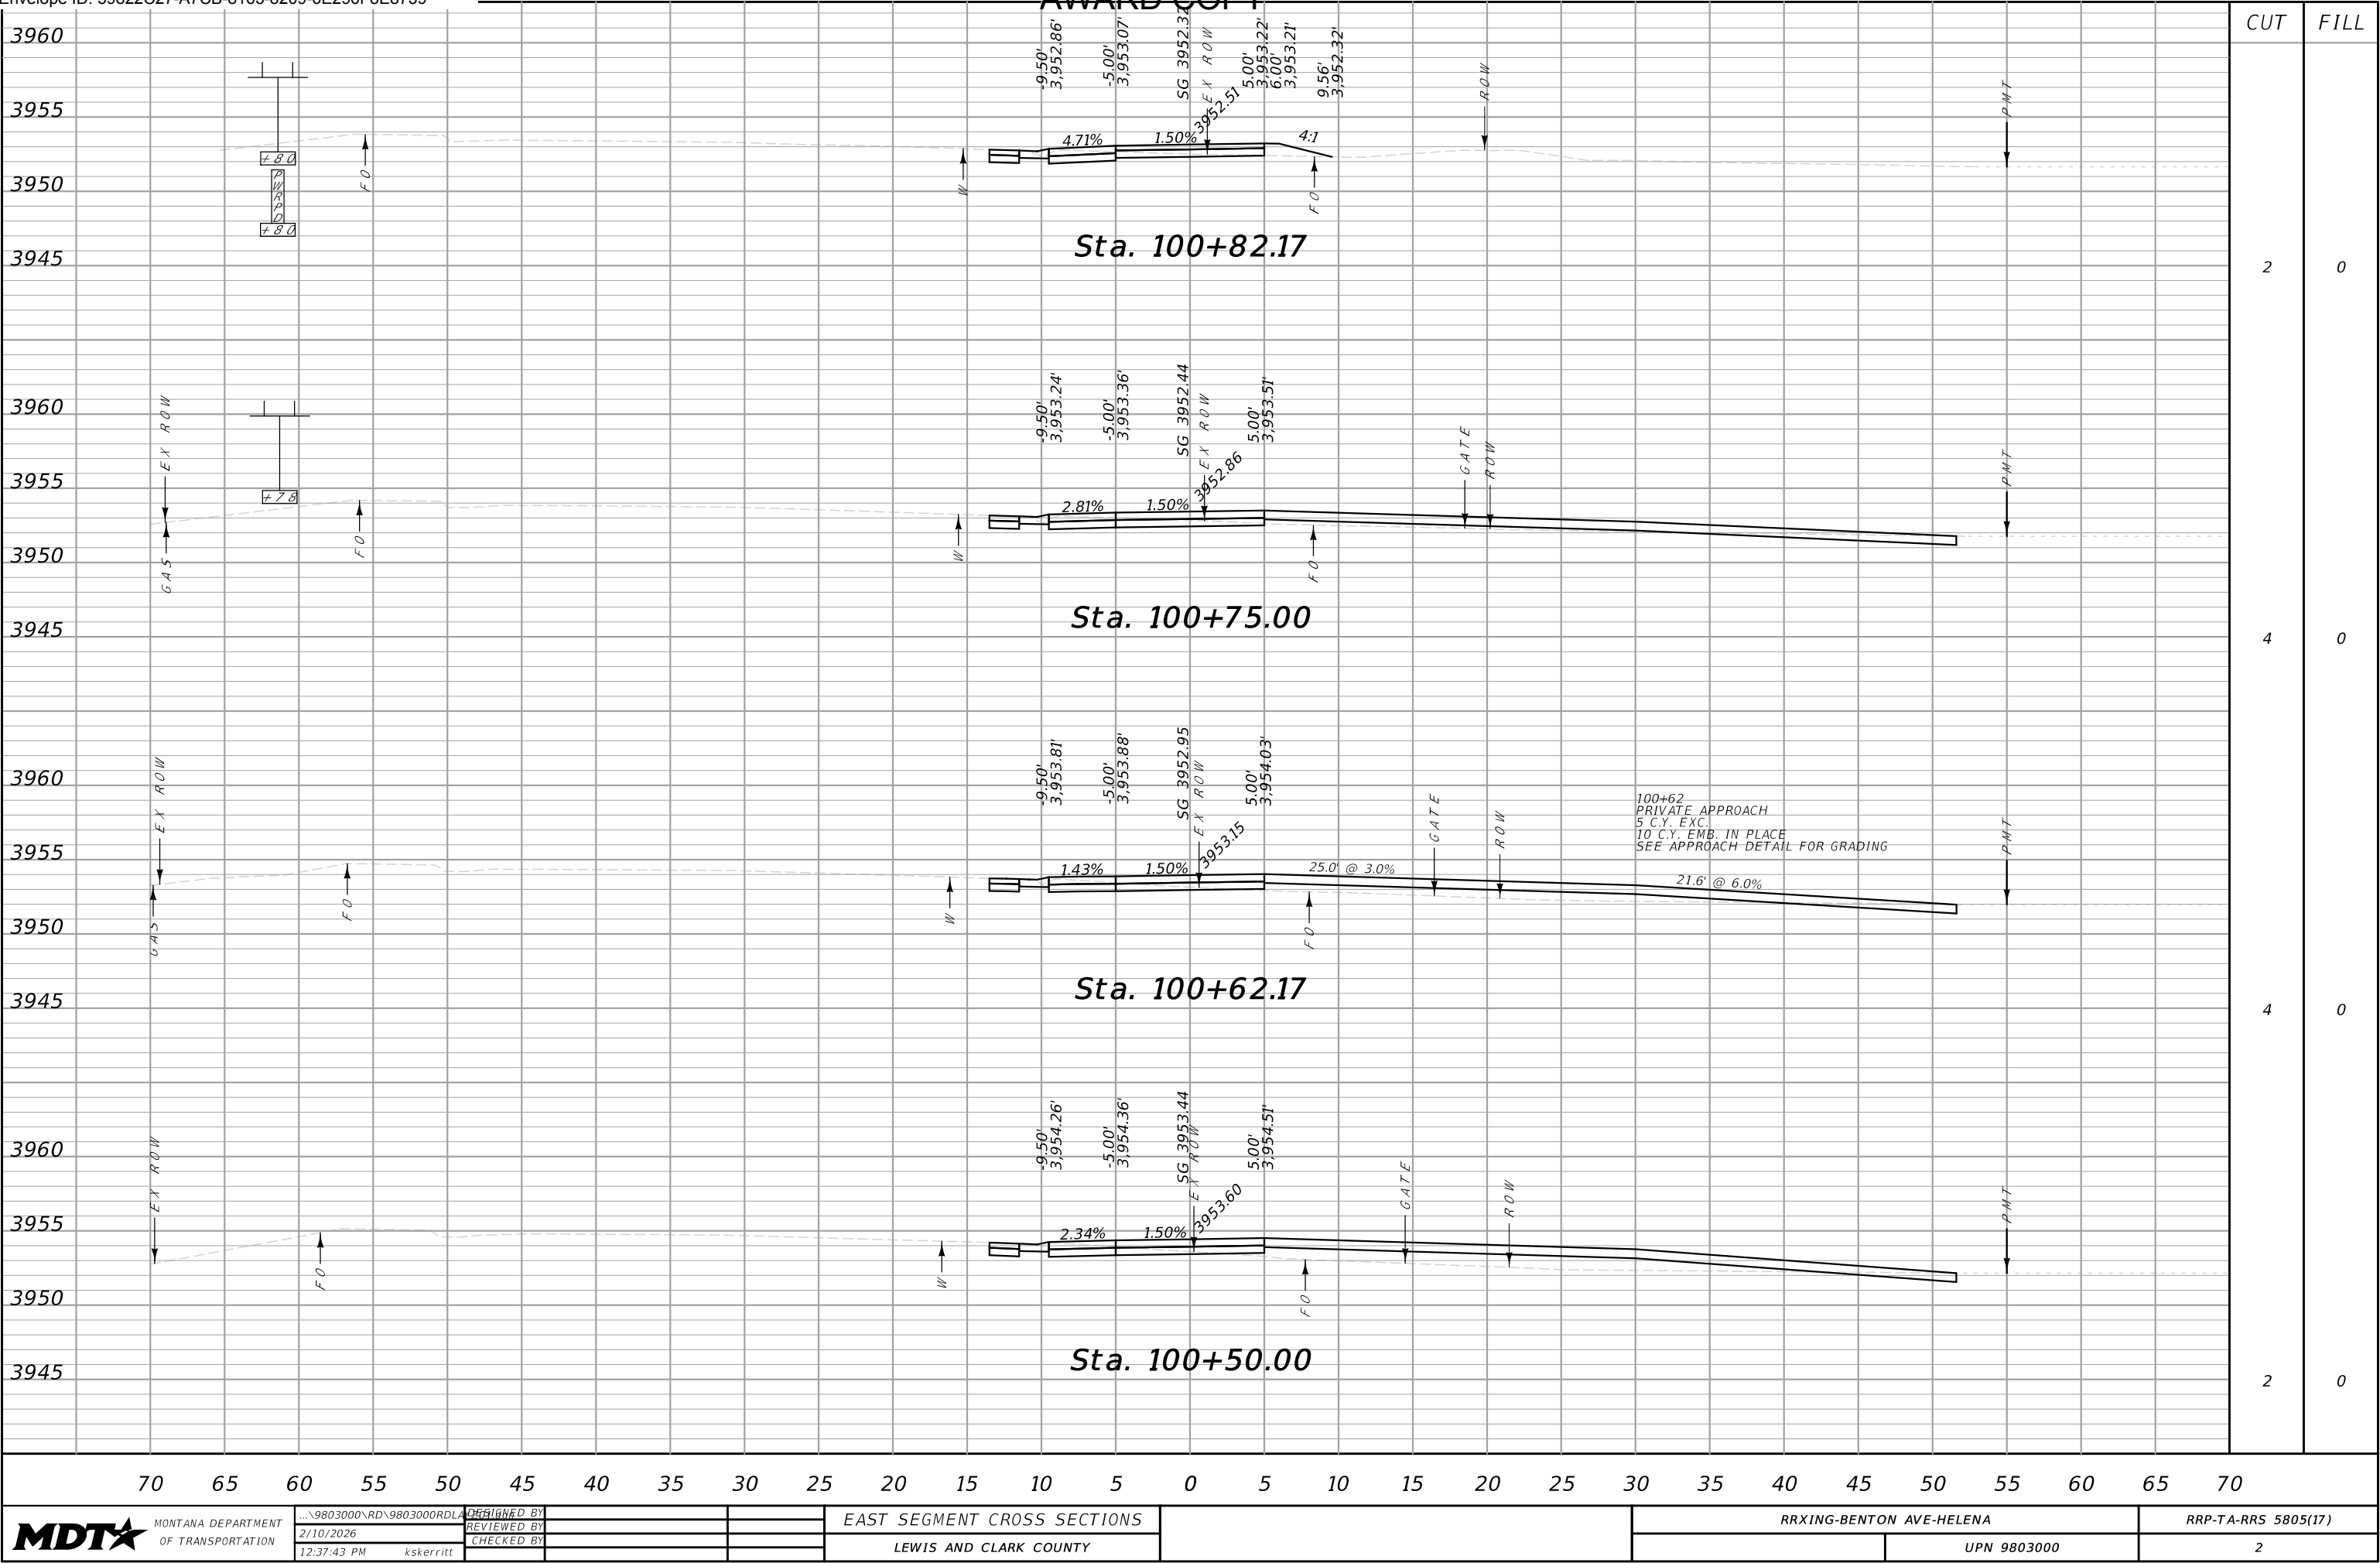 AWARD COPY
CUT FILL
3960
3955
3950
3945
-9.50'
3,952.86'
-5.00'
3,953.07'
SG 3952.32
EX ROW
3952.51
5.00'
3,953.22'
6.00'
3,953.21'
9.56'
3,952.32'
ROW
PMT
+80
PWRPD
+80
FO
W
4.71%
1.50%
4:1
FO
Sta. 100+82.17
2 0
3960
3955
3950
3945
EX ROW
GAS
+78
FO
W
-9.50'
3,953.24'
-5.00'
3,953.36'
SG 3952.44
EX ROW
3952.86
5.00'
3,953.51'
2.81%
1.50%
FO
GATE
ROW
PMT
Sta. 100+75.00
4 0
3960
3955
3950
3945
EX ROW
GAS
FO
W
-9.50'
3,953.81'
-5.00'
3,953.88'
SG 3952.95
EX ROW
3953.15
5.00'
3,954.03'
1.43%
1.50%
25.0' @ 3.0%
21.6' @ 6.0%
FO
GATE
ROW
100+62
PRIVATE APPROACH
5 C.Y. EXC.
10 C.Y. EMB. IN PLACE
SEE APPROACH DETAIL FOR GRADING
PMT
Sta. 100+62.17
4 0
3960
3955
3950
3945
EX ROW
FO
W
-9.50'
3,954.26'
-5.00'
3,954.36'
SG 3953.44
EX ROW
3953.60
5.00'
3,954.51'
2.34%
1.50%
FO
GATE
ROW
PMT
Sta. 100+50.00
2 0
70 65 60 55 50 45 40 35 30 25 20 15 10 5 0 5 10 15 20 25 30 35 40 45 50 55 60 65 70
MDT
MONTANA DEPARTMENT
OF TRANSPORTATION
2/10/2026
12:37:43 PM kskerritt
DESIGNED BY
REVIEWED BY
CHECKED BY
EAST SEGMENT CROSS SECTIONS
LEWIS AND CLARK COUNTY
RRXING-BENTON AVE-HELENA
UPN 9803000
RRP-TA-RRS 5805(17)
2